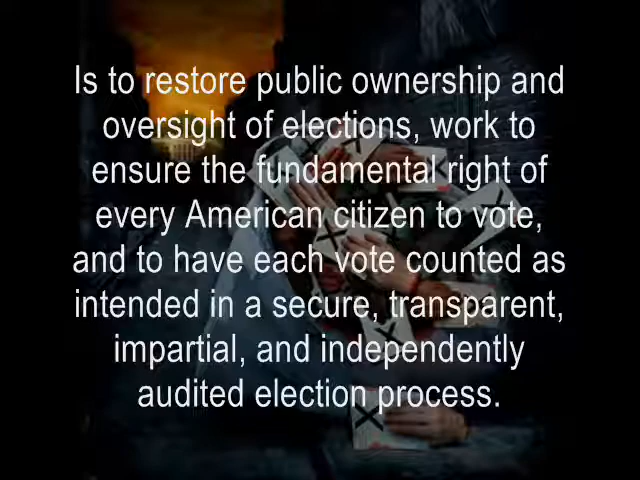 Is to restore public ownership and
oversight of elections, work to
ensure the fundamental right of
every American citizen to vote,
and to have each vote counted as
intended in a secure, transparent,
impartial, and independently
audited election process.